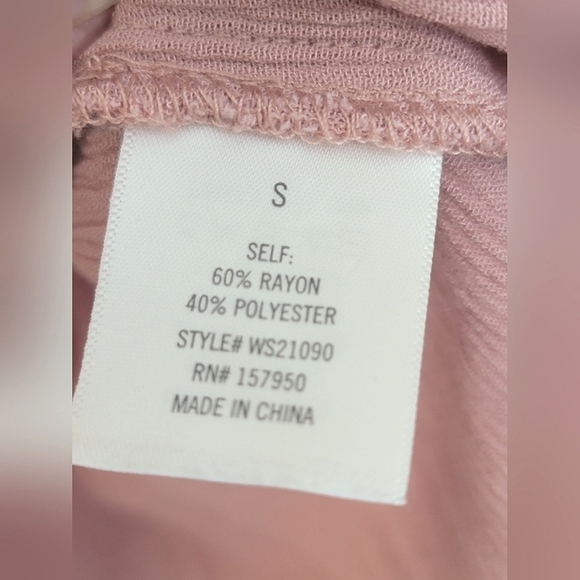 S
SELF:
60% RAYON
40% POLYESTER
STYLE# WS21090
RN# 157950
MADE IN CHINA